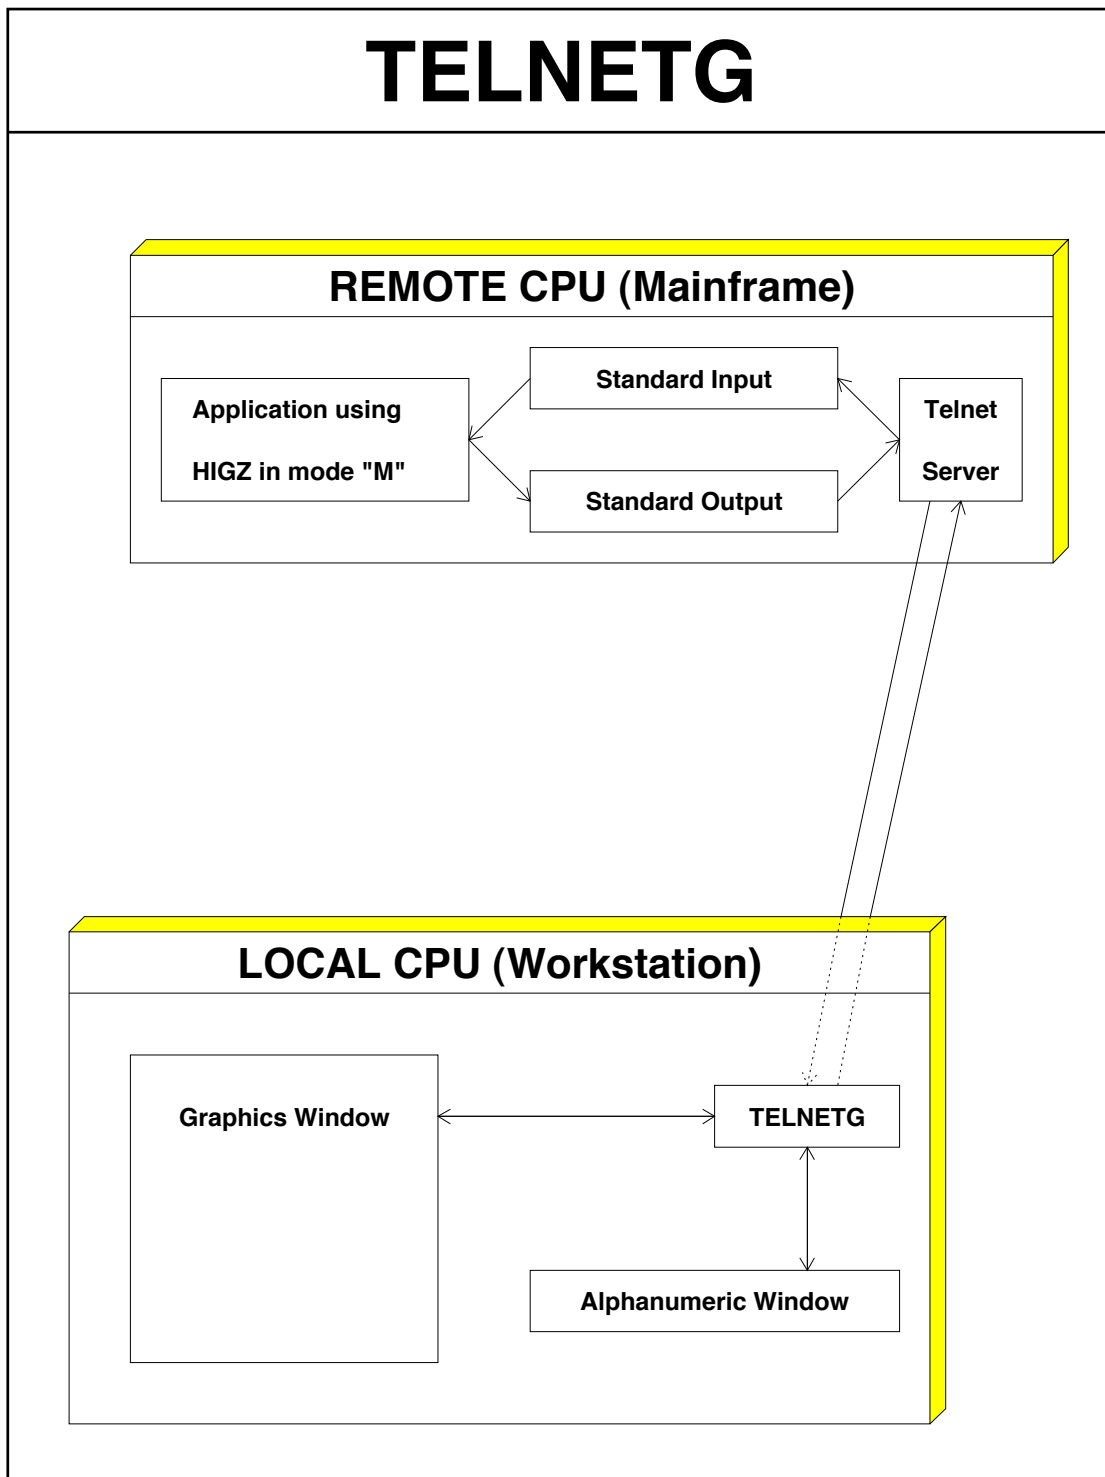 TELNETG
REMOTE CPU (Mainframe)
Standard Input
Application using
HIGZ in mode "M"
Telnet
Server
Standard Output
LOCAL CPU (Workstation)
Graphics Window
TELNETG
Alphanumeric Window